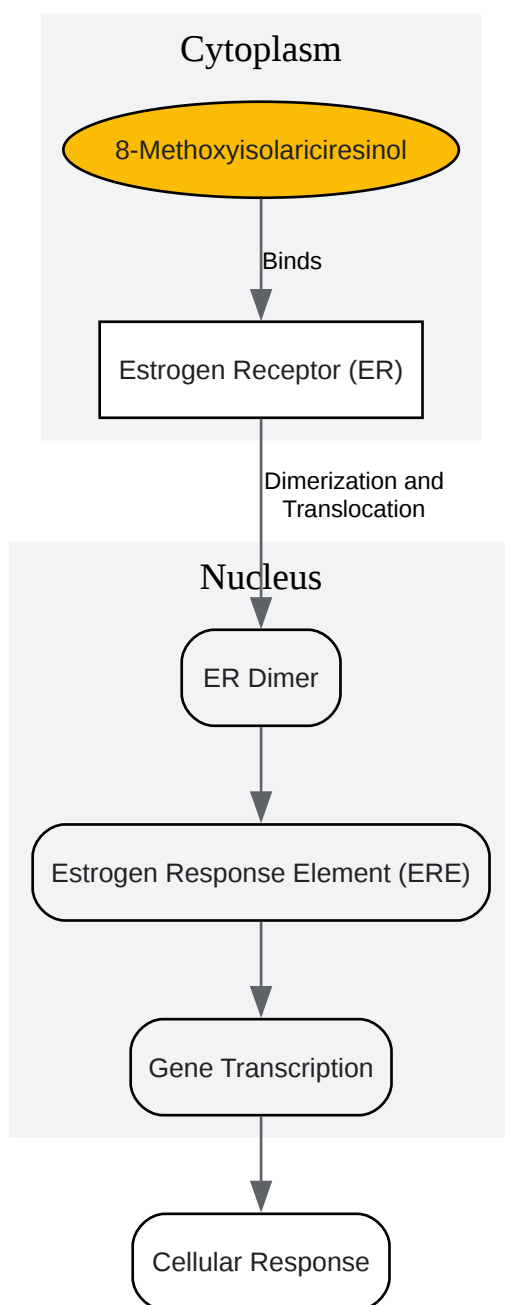 Cytoplasm
8-Methoxyisolariciresinol
Binds
Estrogen Receptor (ER)
Dimerization and
Translocation
Nucleus
ER Dimer
Estrogen Response Element (ERE)
Gene Transcription
Cellular Response